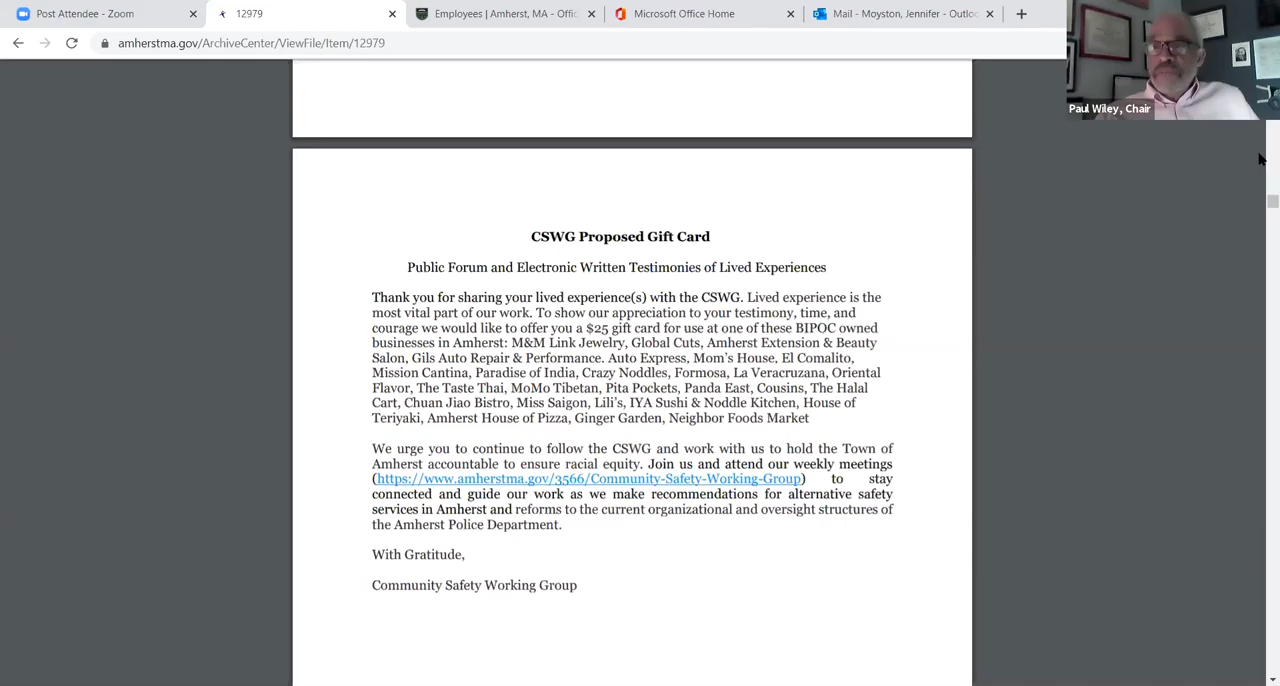 Post Attendee - Zoom
12979
Employees | Amherst, MA - Offic
Microsoft Office Home
Mail - Moyston, Jennifer - Outloo
amherstma.gov/ArchiveCenter/ViewFile/Item/12979
Paul Wiley, Chair
CSWG Proposed Gift Card
Public Forum and Electronic Written Testimonies of Lived Experiences
Thank you for sharing your lived experience(s) with the CSWG. Lived experience is the
most vital part of our work. To show our appreciation to your testimony, time, and
courage we would like to offer you a $25 gift card for use at one of these BIPOC owned
businesses in Amherst: M&M Link Jewelry, Global Cuts, Amherst Extension & Beauty
Salon, Gils Auto Repair & Performance. Auto Express, Mom's House, El Comalito,
Mission Cantina, Paradise of India, Crazy Noddles, Formosa, La Veracruzana, Oriental
Flavor, The Taste Thai, MoMo Tibetan, Pita Pockets, Panda East, Cousins, The Halal
Cart, Chuan Jiao Bistro, Miss Saigon, Lili's, IYA Sushi & Noddle Kitchen, House of
Teriyaki, Amherst House of Pizza, Ginger Garden, Neighbor Foods Market
We urge you to continue to follow the CSWG and work with us to hold the Town of
Amherst accountable to ensure racial equity. Join us and attend our weekly meetings
(https://www.amherstma.gov/3566/Community-Safety-Working-Group) to stay
connected and guide our work as we make recommendations for alternative safety
services in Amherst and reforms to the current organizational and oversight structures of
the Amherst Police Department.
With Gratitude,
Community Safety Working Group